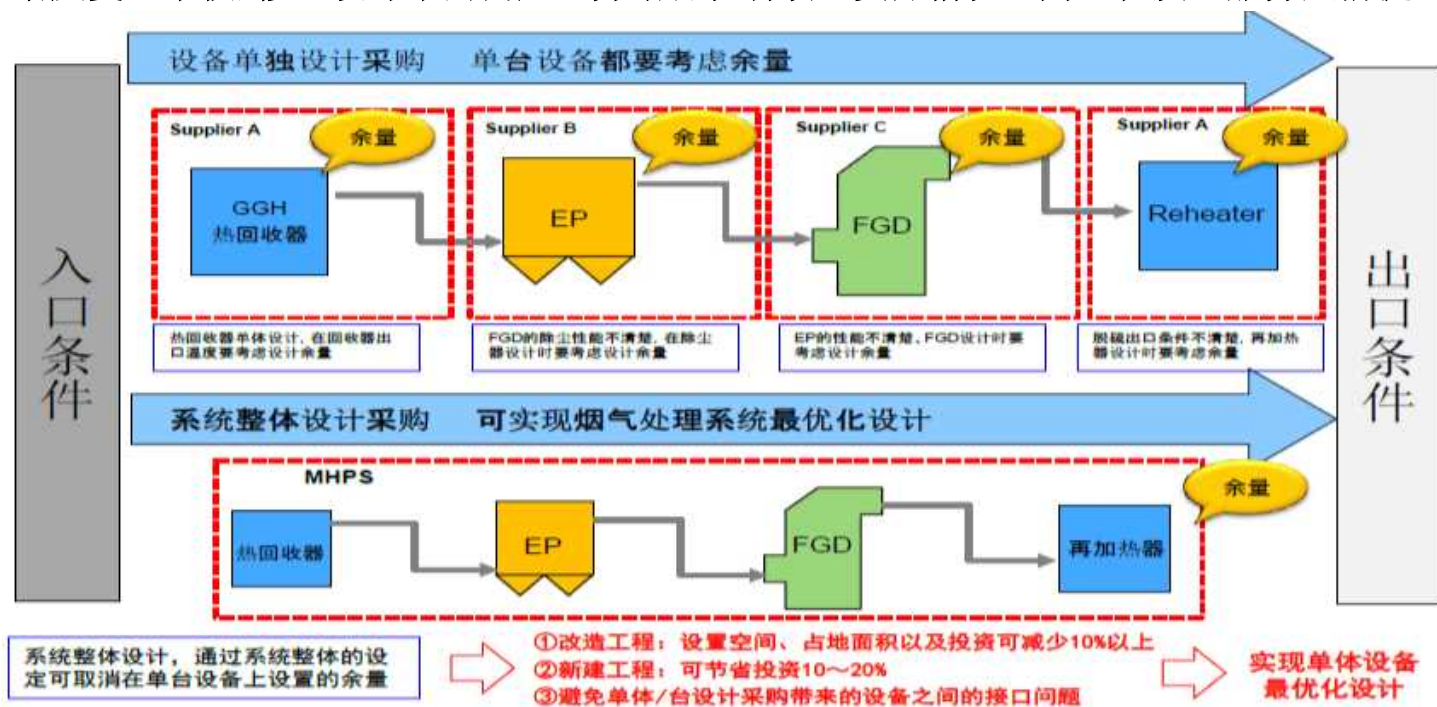 设备单独设计采购 单台设备都要考虑余量
入口条件
Supplier A
余量
GGH
热回收器
Supplier B
余量
EP
Supplier C
余量
FGD
Supplier A
余量
Reheater
出口条件
热回收器单体设计, 在回收器出
口温度要考虑设计余量
FGD的除尘性能不清楚, 在除尘
器设计时要考虑设计余量
EP的性能不清楚、FGD设计时要
考虑设计余量
脱硫出口条件不清楚, 再加热
器设计时要考虑余量
系统整体设计采购 可实现烟气处理系统最优化设计
MHPS
余量
热回收器
EP
FGD
再加热器
系统整体设计，通过系统整体的设
定可取消在单台设备上设置的余量
①改造工程：设置空间、占地面积以及投资可减少10%以上
②新建工程：可节省投资10～20%
③避免单体/台设计采购带来的设备之间的接口问题
实现单体设备
最优化设计